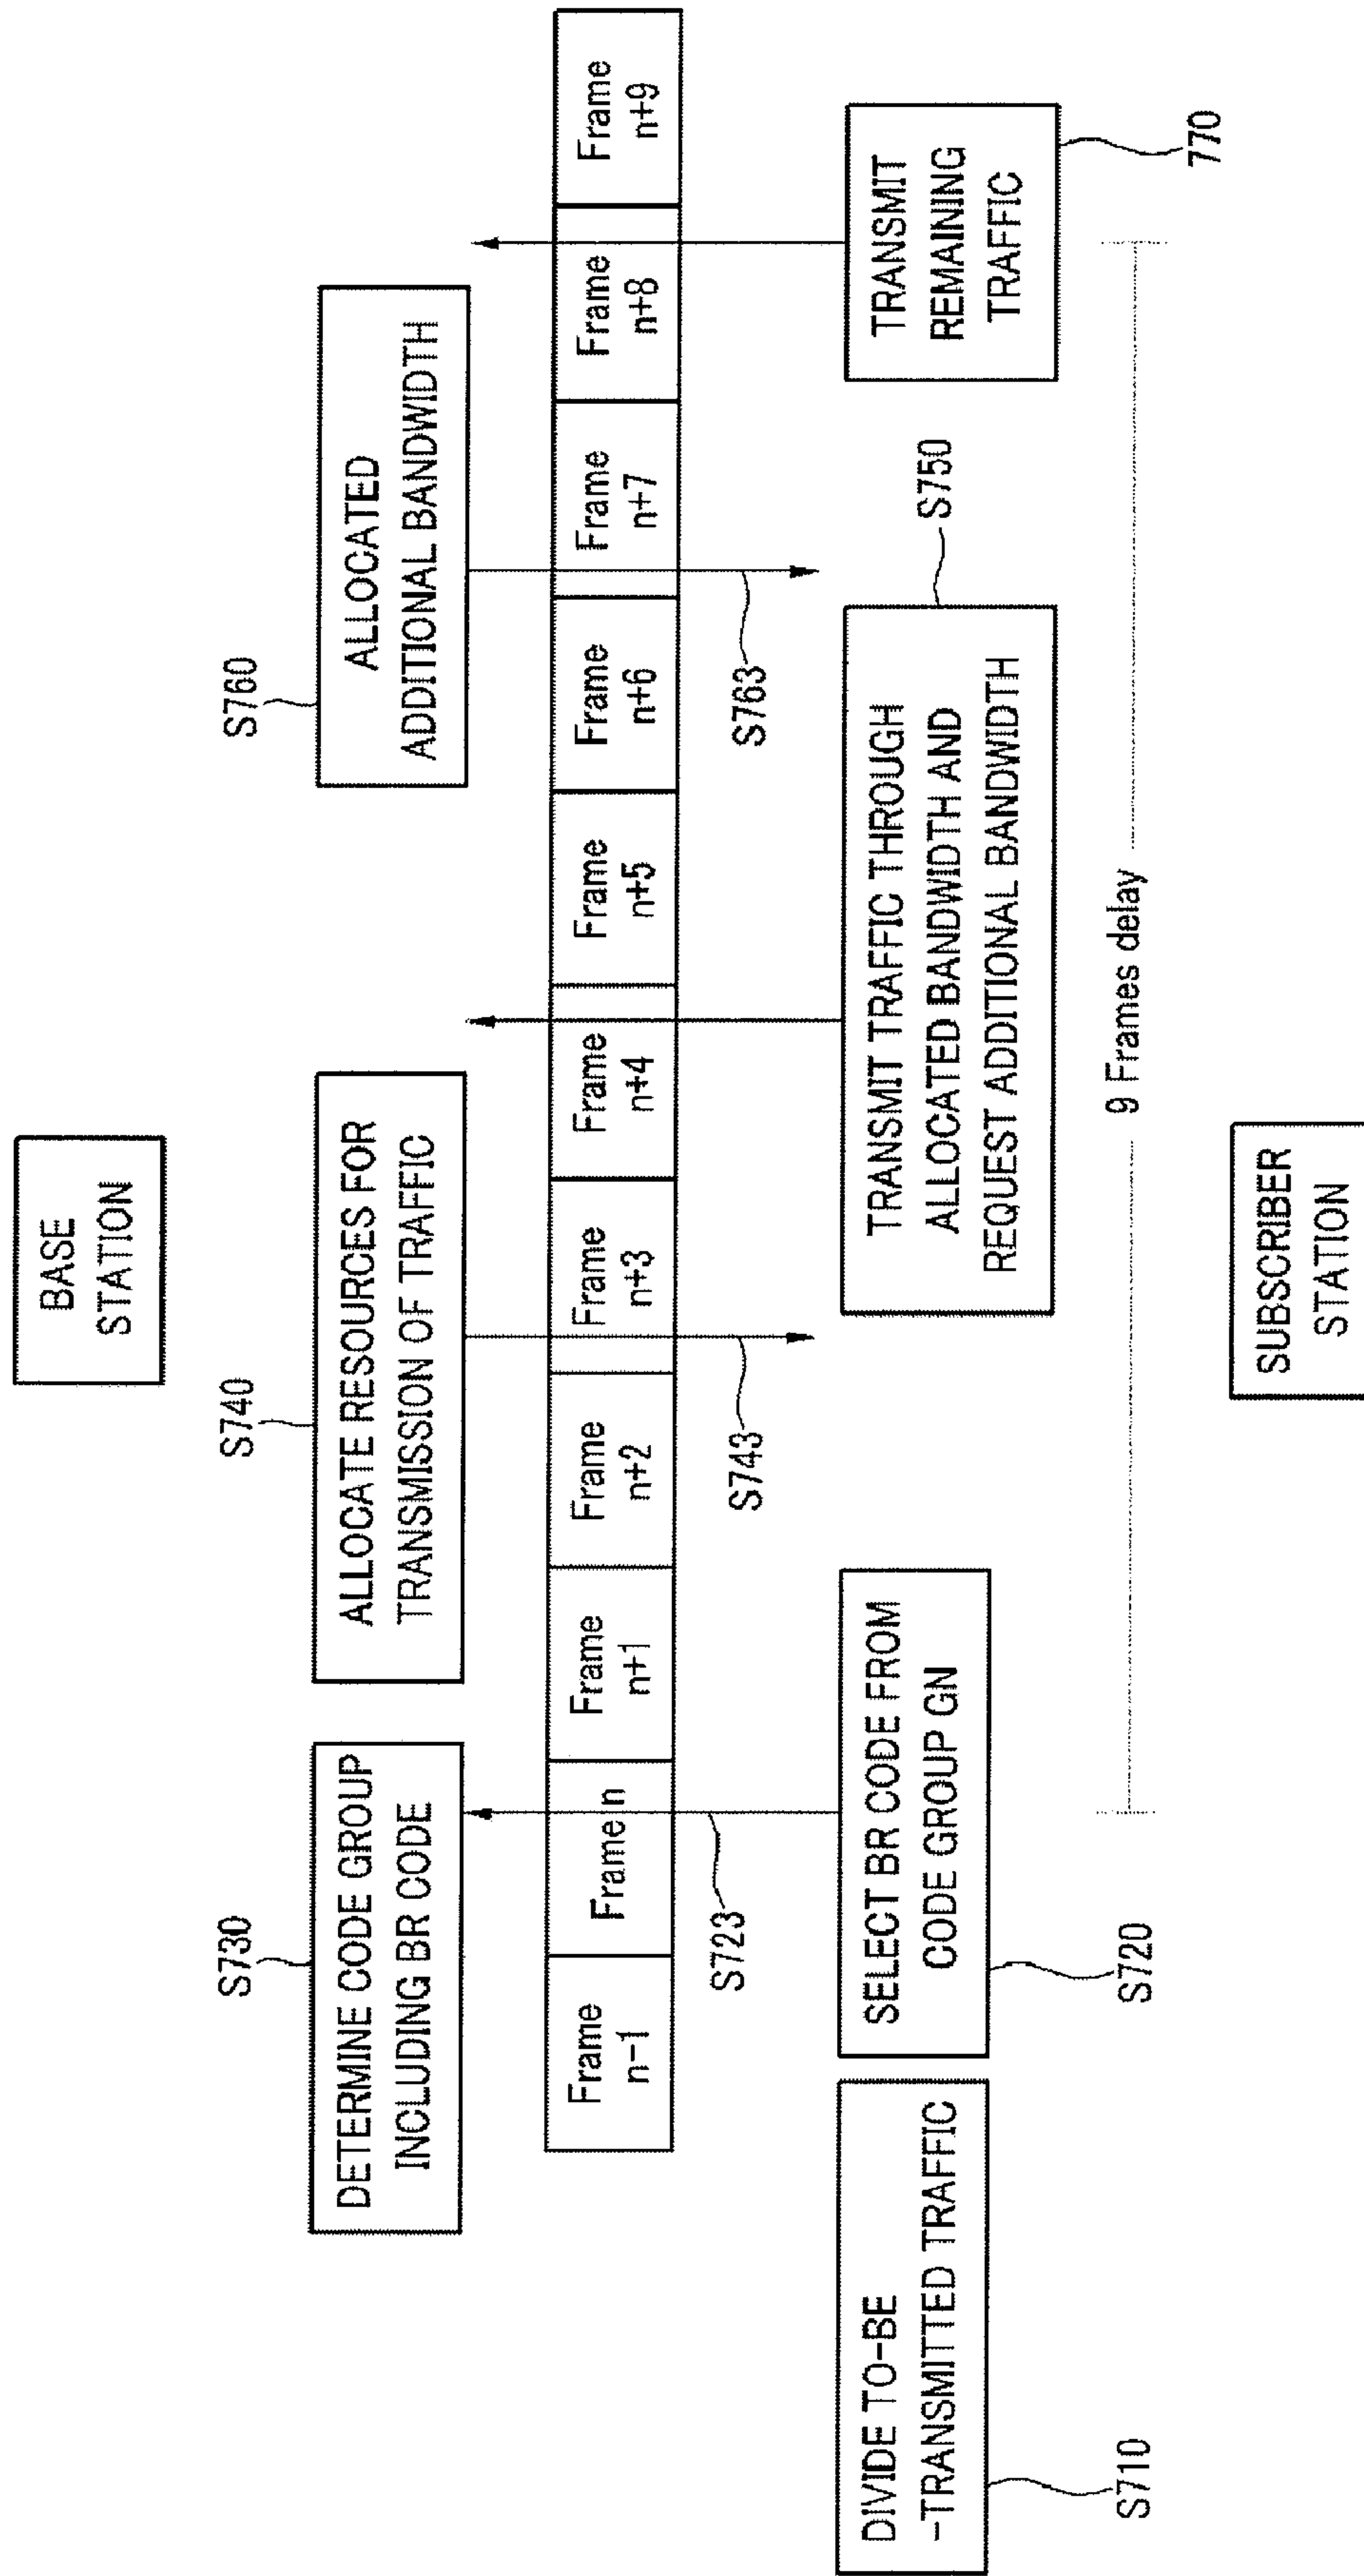 BASE
STATION
S730
DETERMINE CODE GROUP
INCLUDING BR CODE
S740
ALLOCATE RESOURCES FOR
TRANSMISSION OF TRAFFIC
S760
ALLOCATED
ADDITIONAL BANDWIDTH
Frame
n-1
Frame n
Frame
n+1
Frame
n+2
Frame
n+3
Frame
n+4
Frame
n+5
Frame
n+6
Frame
n+7
Frame
n+8
Frame
n+9
S723
S743
S763
DIVIDE TO-BE
-TRANSMITTED TRAFFIC
S710
SELECT BR CODE FROM
CODE GROUP GN
S720
TRANSMIT TRAFFIC THROUGH
ALLOCATED BANDWIDTH AND
REQUEST ADDITIONAL BANDWIDTH
S750
TRANSMIT
REMAINING
TRAFFIC
770
9 Frames delay
SUBSCRIBER
STATION